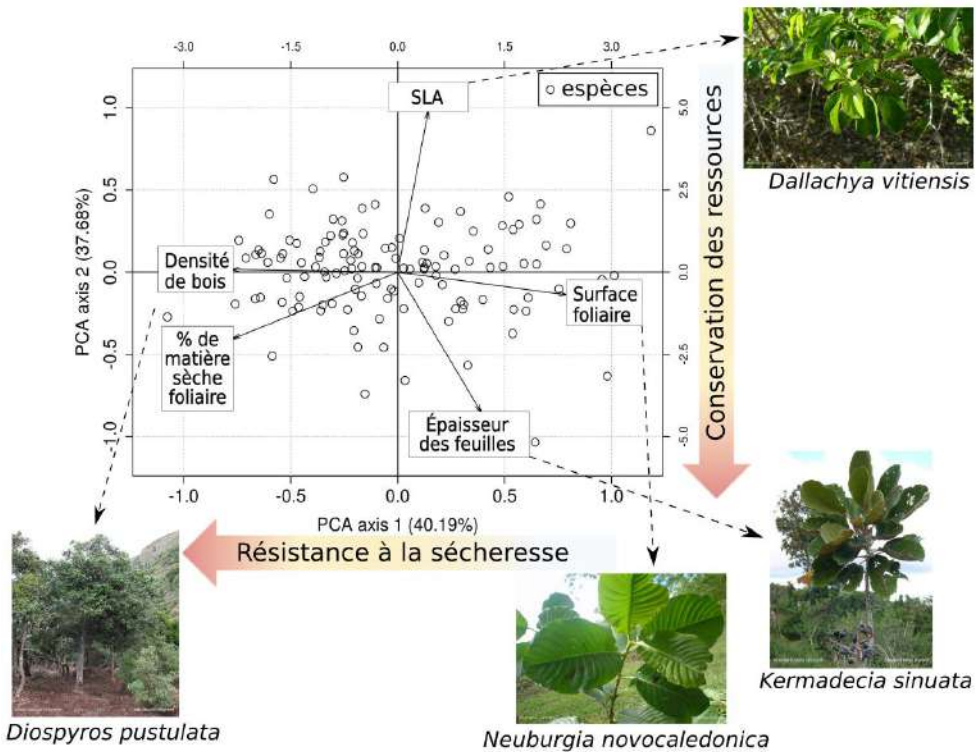 -3.0 -1.5 0.0 1.5 3.0
SLA
espèces
1.0
0.5
0.0
-0.5
-1.0
PCA axis 2 (37.68%)
5.0
2.5
0.0
-2.5
-5.0
Densité
de bois
% de
matière
sèche
foliaire
Surface
foliaire
Épaisseur
des feuilles
-1.0 -0.5 0.0 0.5 1.0
PCA axis 1 (40.19%)
Conservation des ressources
Résistance à la sécheresse
Dallachya vitiensis
Kermadecia sinuata
Diospyros pustulata
Neuburgia novocaledonica